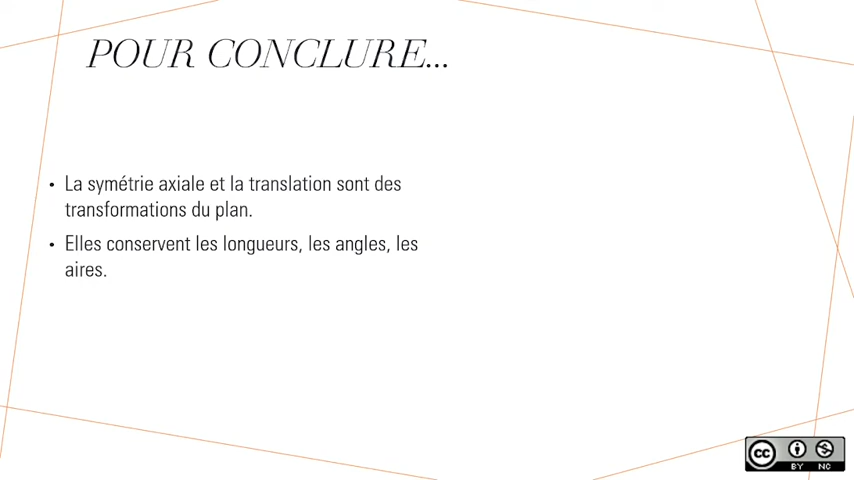 POUR CONCLURE...
• La symétrie axiale et la translation sont des
transformations du plan.
• Elles conservent les longueurs, les angles, les
aires.
cc
BY NC